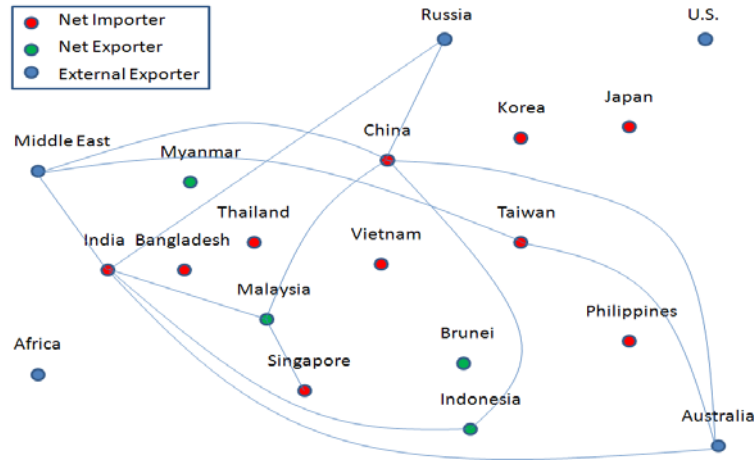 Net Importer
Net Exporter
External Exporter
Russia
U.S.
Korea
Japan
China
Middle East
Myanmar
Thailand
Taiwan
India
Bangladesh
Vietnam
Malaysia
Philippines
Africa
Singapore
Brunei
Indonesia
Australia